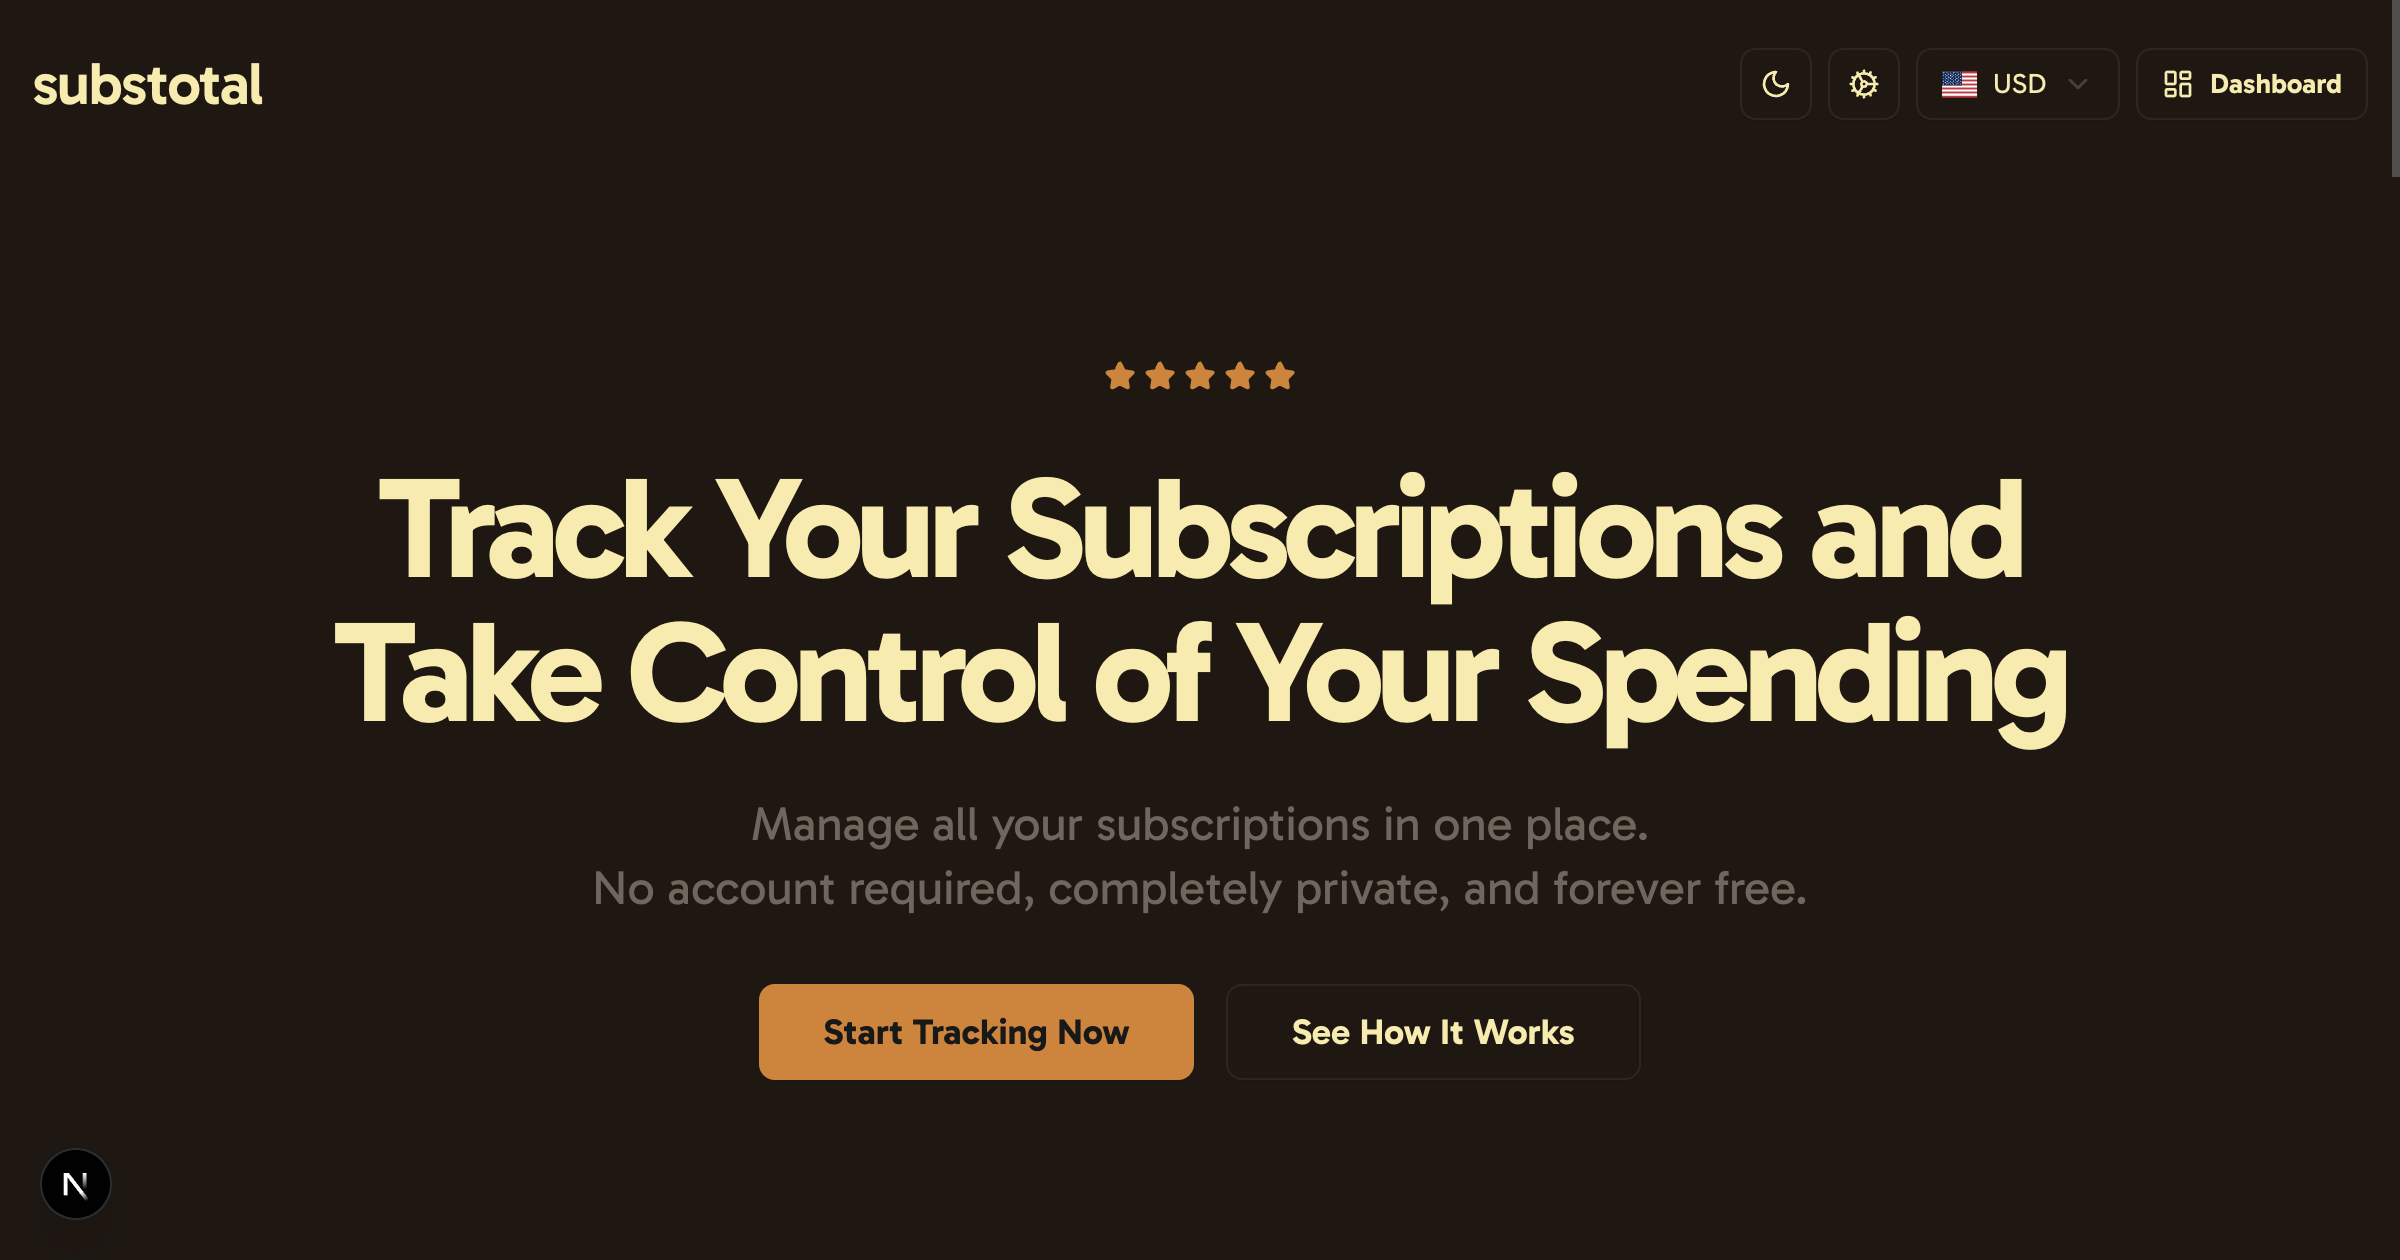 substotal
USD
Dashboard
Track Your Subscriptions and
Take Control of Your Spending
Manage all your subscriptions in one place.
No account required, completely private, and forever free.
Start Tracking Now
See How It Works
N